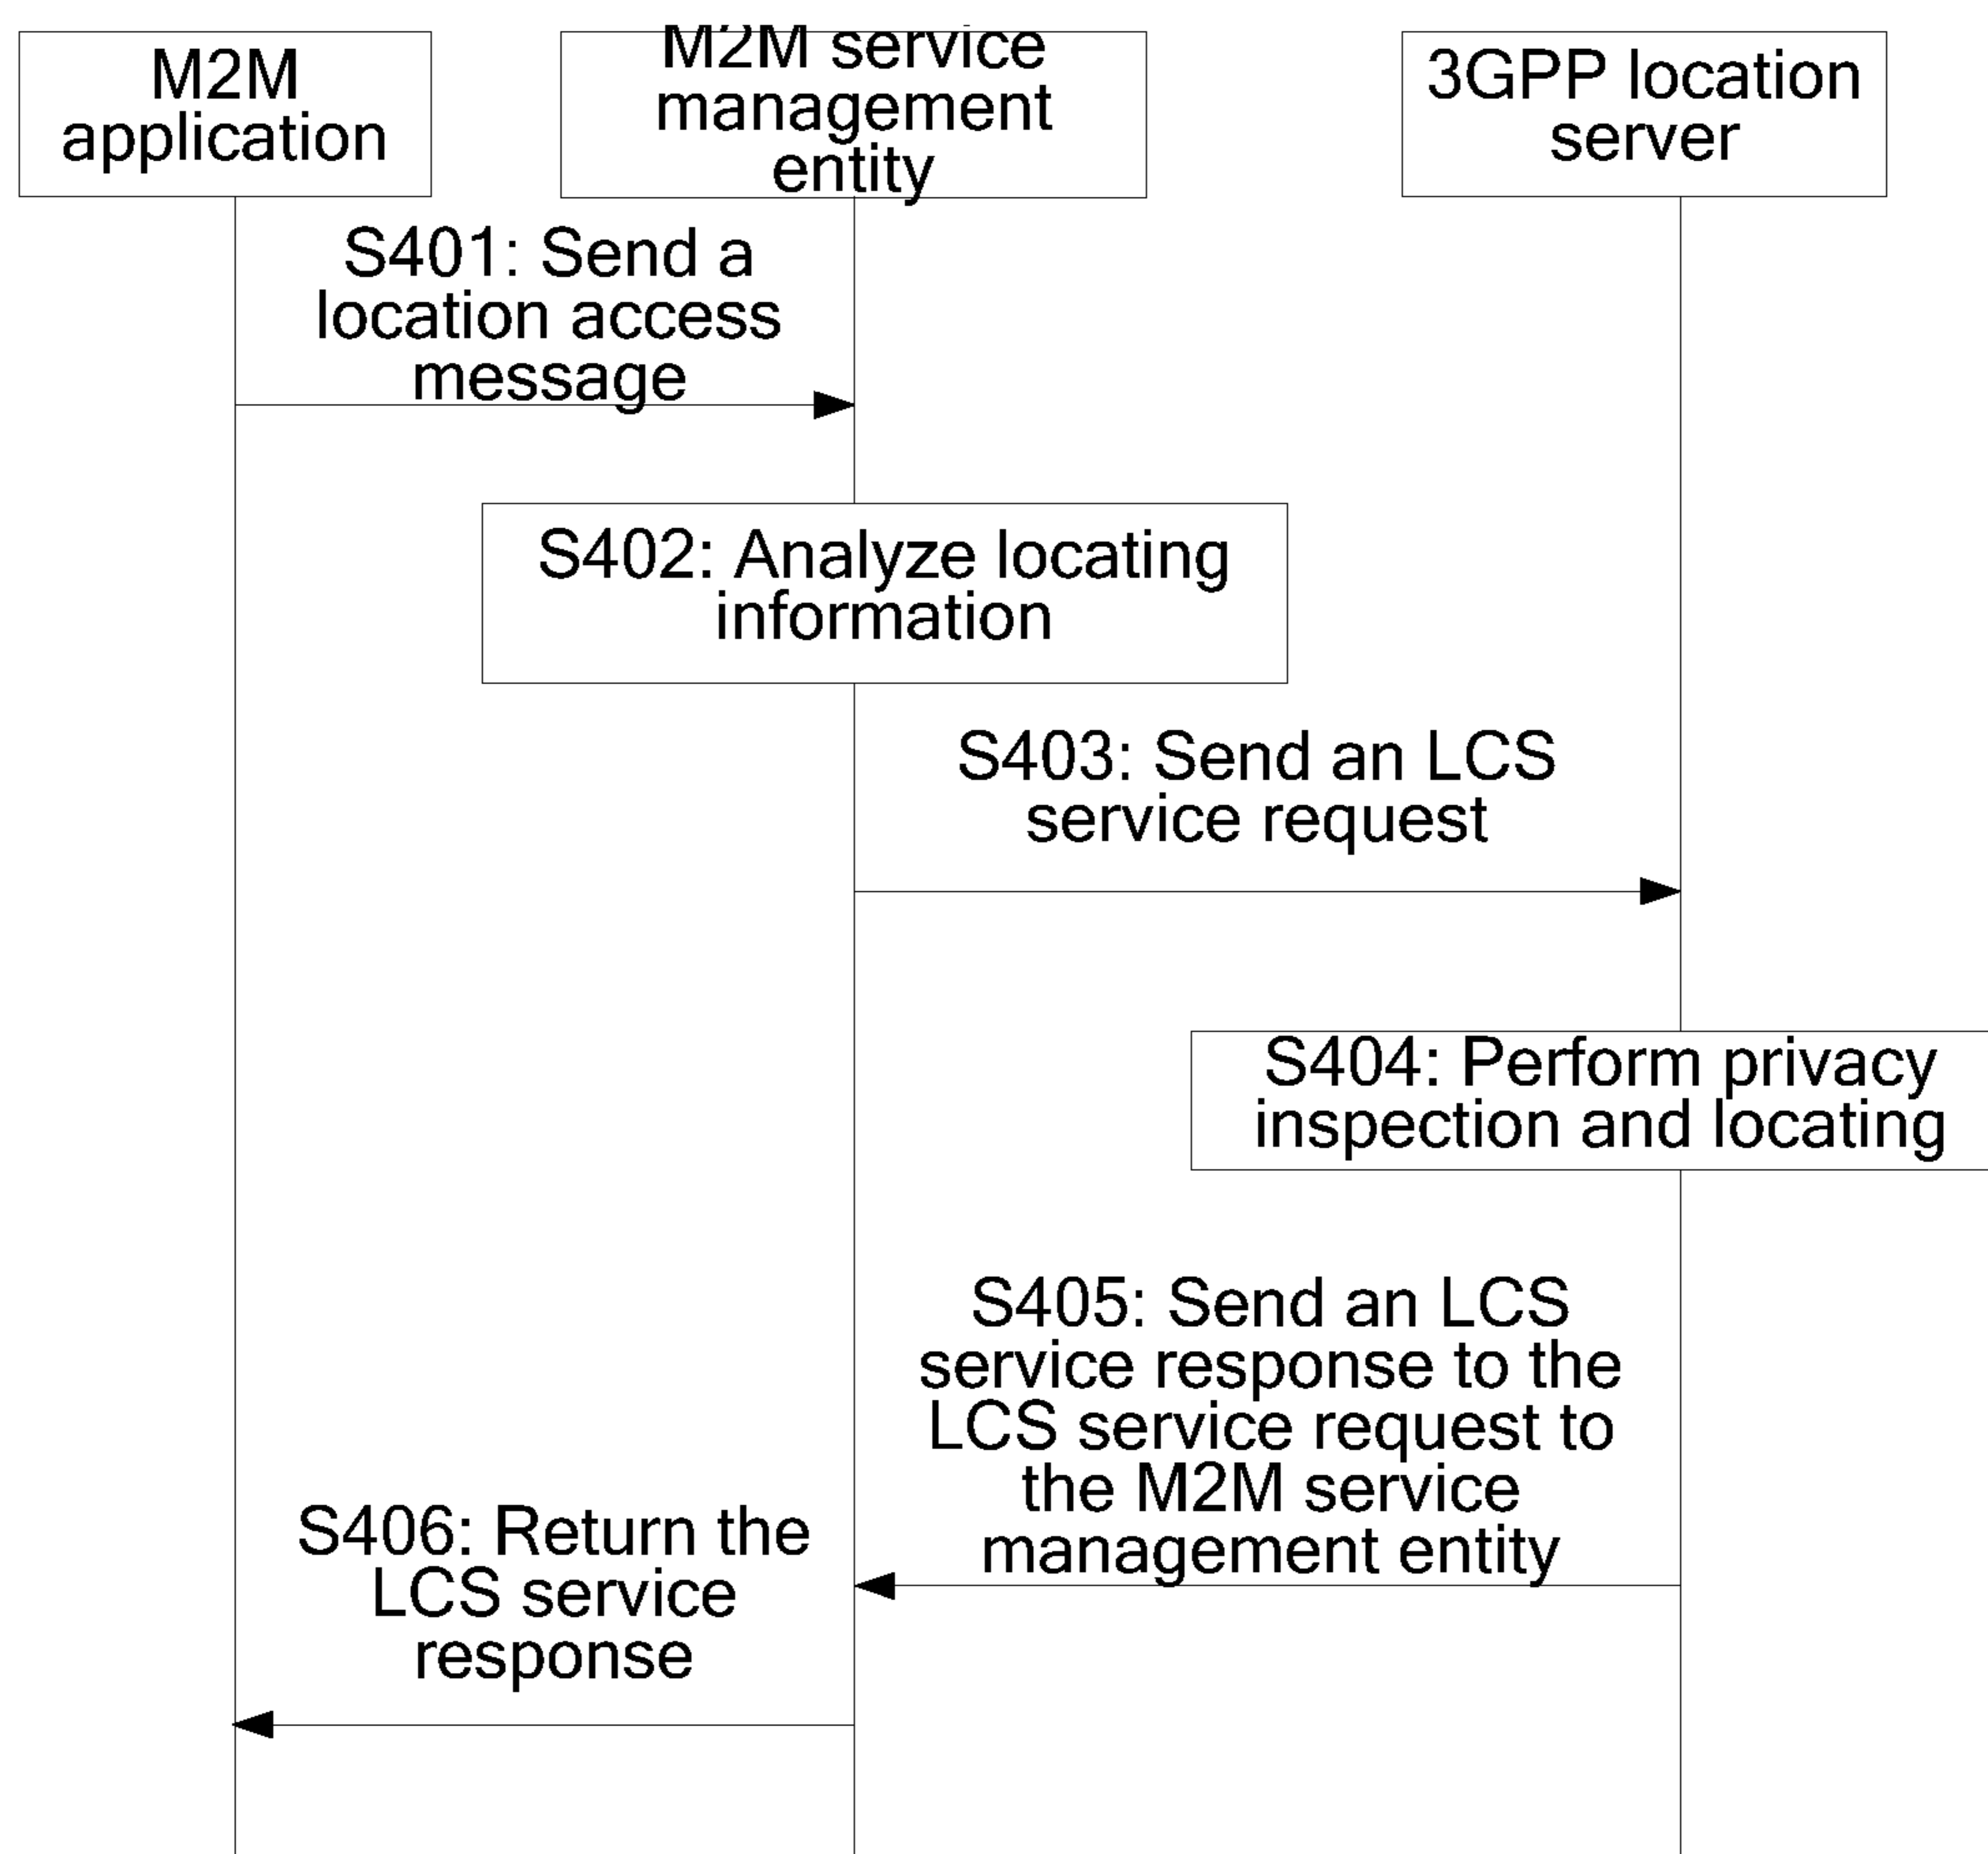 M2M
application
M2M service
management
entity
3GPP location
server
S401: Send a
location access
message
S402: Analyze locating
information
S403: Send an LCS
service request
S404: Perform privacy
inspection and locating
S405: Send an LCS
service response to the
LCS service request to
the M2M service
management entity
S406: Return the
LCS service
response